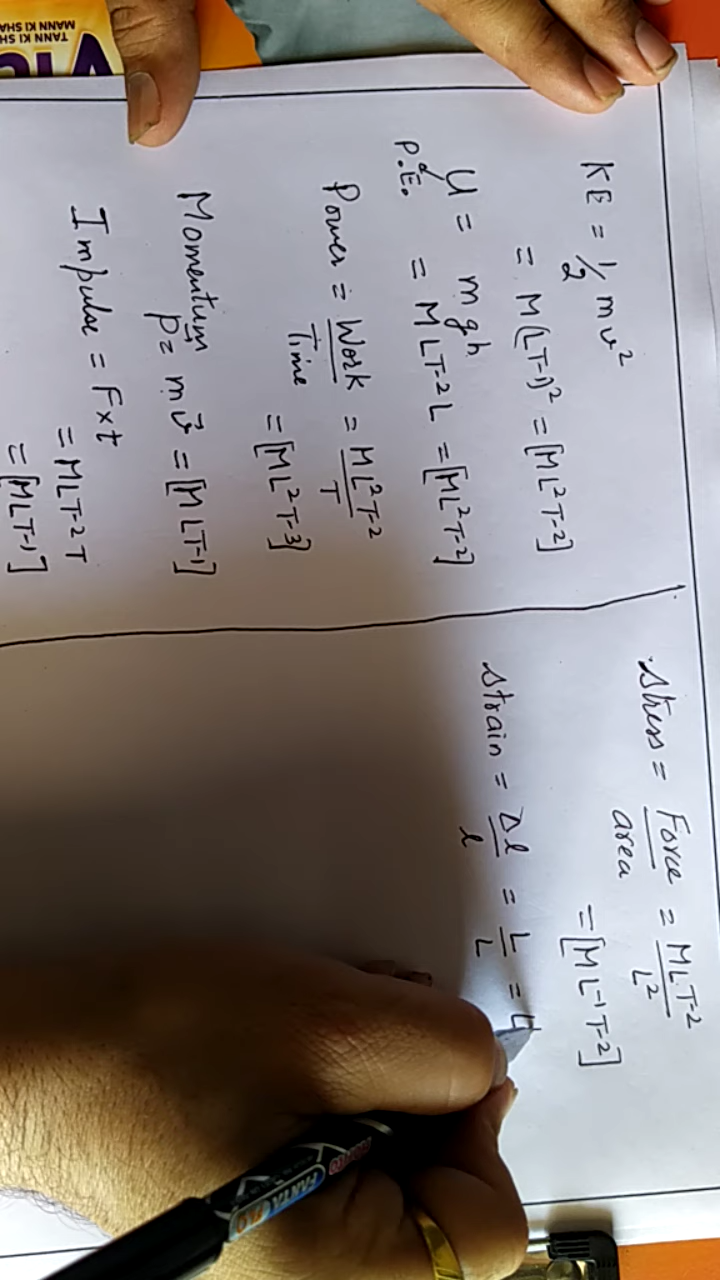 KE = 1/2 mv²
= M(LT-1)² = [ML²T-2]
U = mgh
P.E. = MLT-2L = [ML²T-2]
Power = Work/Time = ML²T-2/T
= [ML²T-3]
Momentum
p = mv = [MLT-1]
Impulse = F×t
= MLT-2T
= [MLT-1]
Stress = Force/area = MLT-2/L²
= [ML-1T-2]
Strain = Δl/l = L/L =
TANN KI SHA
MANN KI SHA